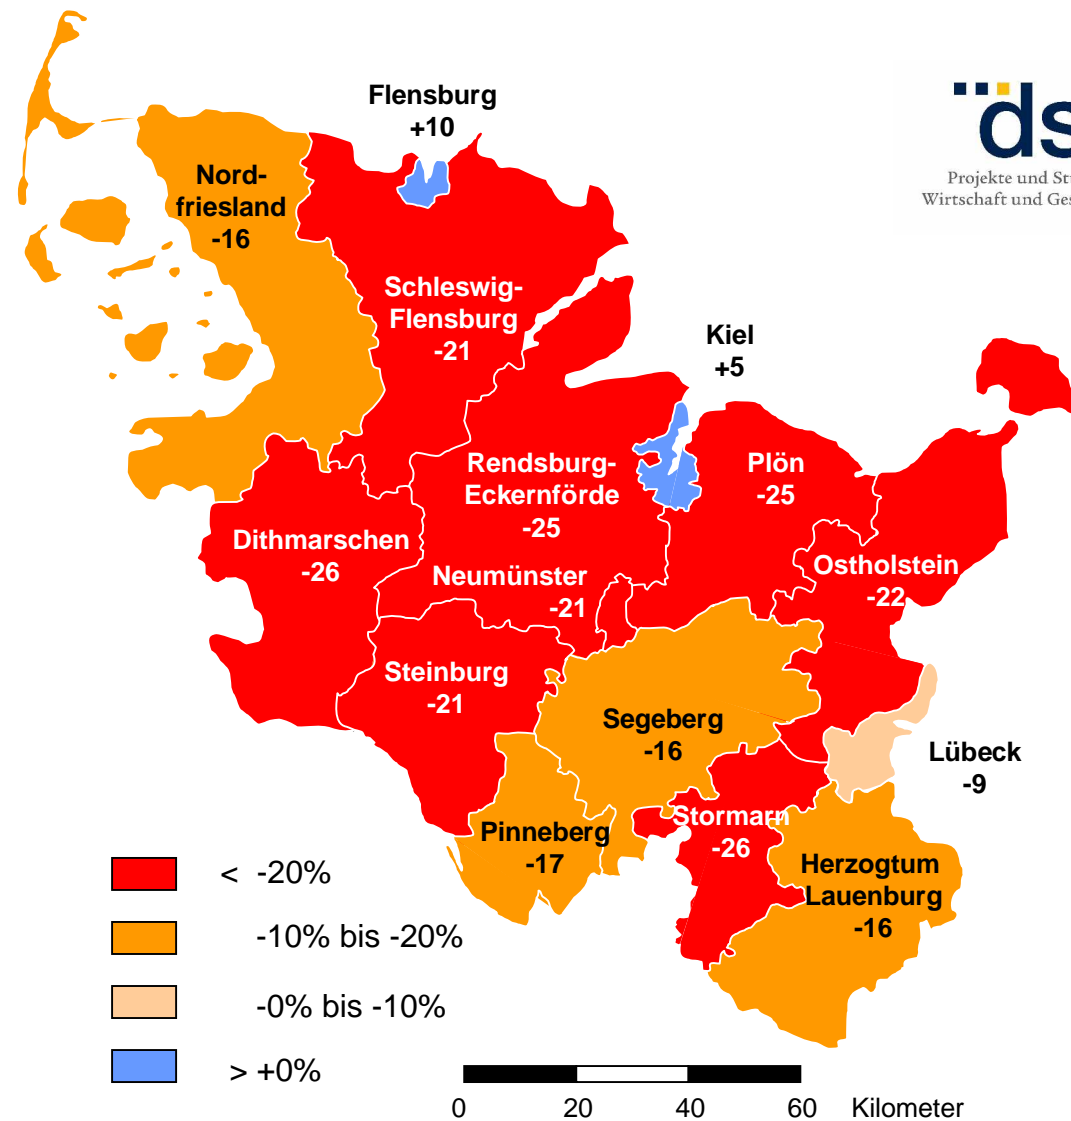 Flensburg
+10
Nord-
friesland
-16
Schleswig-
Flensburg
-21
Kiel
+5
Rendsburg-
Eckernförde
-25
Plön
-25
Dithmarschen
-26
Neumünster
-21
Ostholstein
-22
Steinburg
-21
Segeberg
-16
Lübeck
-9
Pinneberg
-17
Stormarn
-26
Herzogtum
Lauenburg
-16
< -20%
-10% bis -20%
-0% bis -10%
> +0%
0 20 40 60 Kilometer
ds
Projekte und
Wirtschaft und